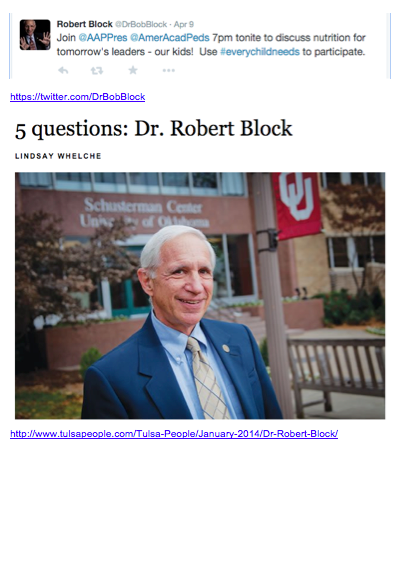 Robert Block @DrBobBlock · Apr 9
Join @AAPPres @AmerAcadPeds 7pm tonite to discuss nutrition for
tomorrow's leaders - our kids!  Use #everychildneeds to participate.
https://twitter.com/DrBobBlock
5 questions: Dr. Robert Block
LINDSAY WHELCHE
Schusterman Center
University of Oklahoma
http://www.tulsapeople.com/Tulsa-People/January-2014/Dr-Robert-Block/